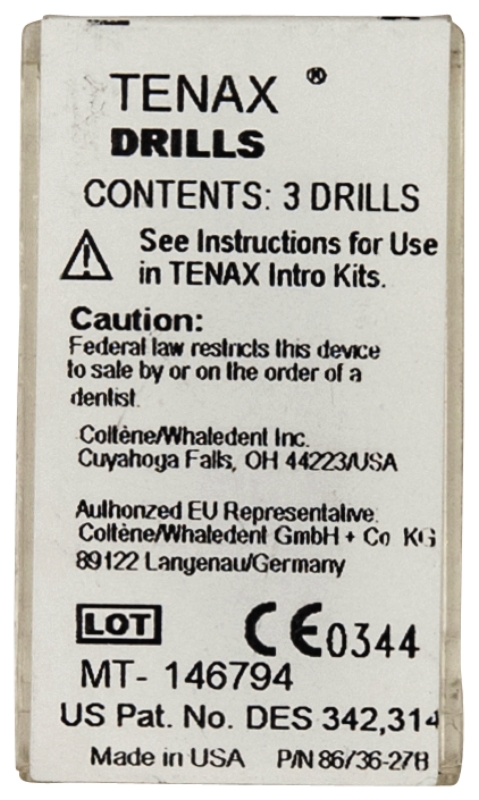 TENAX ®
DRILLS
CONTENTS: 3 DRILLS
See Instructions for Use
in TENAX Intro Kits.
Caution:
Federal law restricts this device
to sale by or on the order of a
dentist.
Coltène/Whaledent Inc.
Cuyahoga Falls, OH 44223/USA
Authorized EU Representative:
Coltène/Whaledent GmbH + Co KG
89122 Langenau/Germany
LOT CE0344
MT- 146794
US Pat. No. DES 342,314
Made in USA P/N 86/36-27B